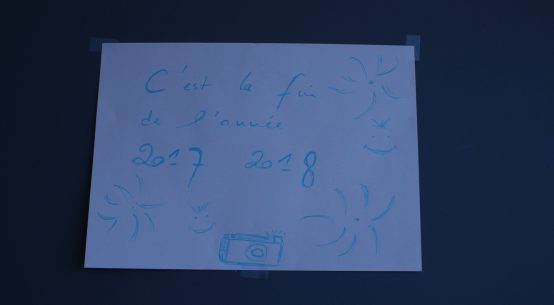 C'est la fin
de l'année
2017 2018